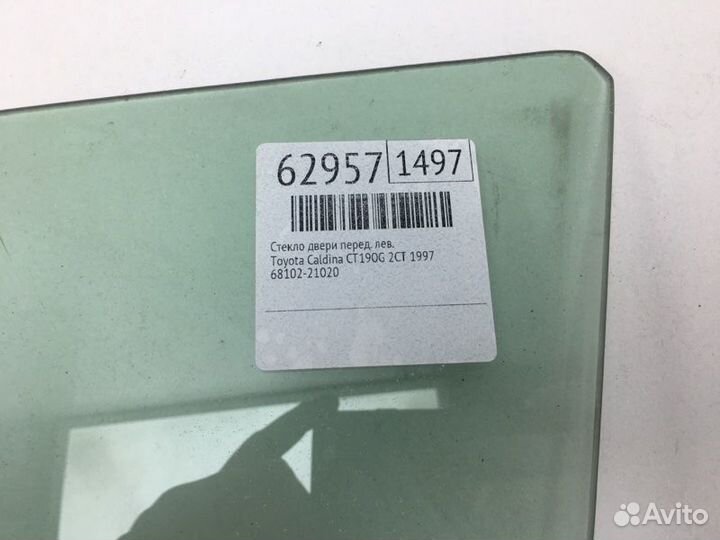 62957 1497
Стекло двери перед. лев.
Toyota Caldina CT190G 2CT 1997
68102-21020
Avito